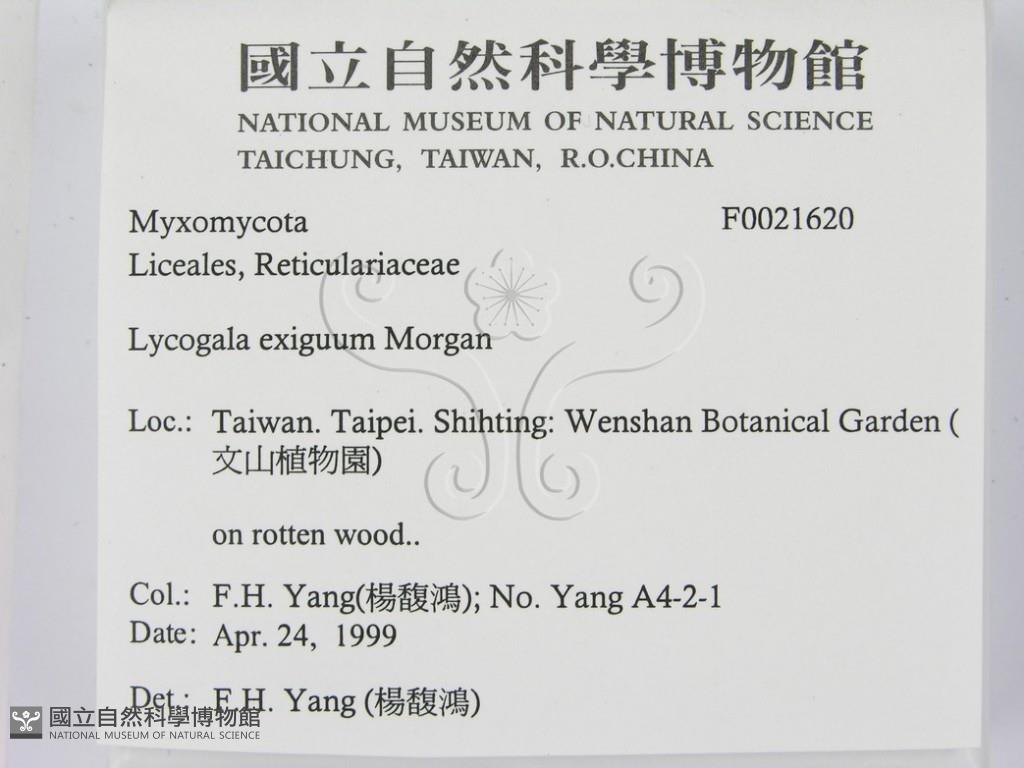 國立自然科學博物館
NATIONAL MUSEUM OF NATURAL SCIENCE
TAICHUNG, TAIWAN, R.O.CHINA
Myxomycota F0021620
Liceales, Reticulariaceae
Lycogala exiguum Morgan
Loc.: Taiwan. Taipei. Shihting: Wenshan Botanical Garden (
文山植物園)
on rotten wood..
Col.: F.H. Yang(楊馥鴻); No. Yang A4-2-1
Date: Apr. 24, 1999
Det.: F.H. Yang (楊馥鴻)
國立自然科學博物館
NATIONAL MUSEUM OF NATURAL SCIENCE